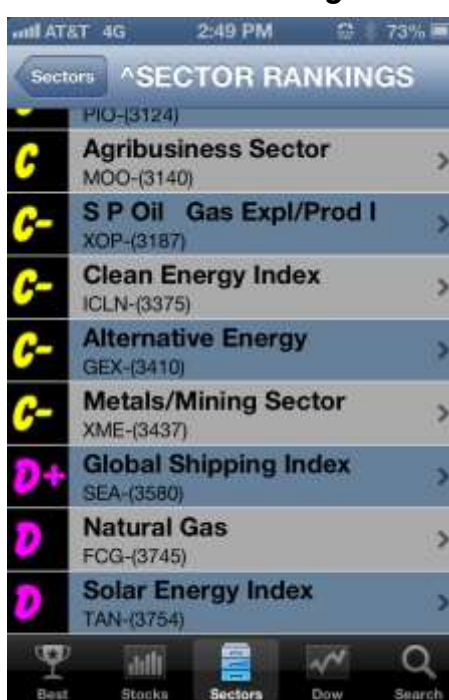 AT&T 4G 2:49 PM 73%
Sectors ^SECTOR RANKINGS
PIO-(3124)
C Agribusiness Sector
MOO-(3140)
C- S P Oil Gas Expl/Prod I
XOP-(3187)
C- Clean Energy Index
ICLN-(3375)
C- Alternative Energy
GEX-(3410)
C- Metals/Mining Sector
XME-(3437)
D+ Global Shipping Index
SEA-(3580)
D Natural Gas
FCG-(3745)
D Solar Energy Index
TAN-(3754)
Best Stocks Sectors Dow Search